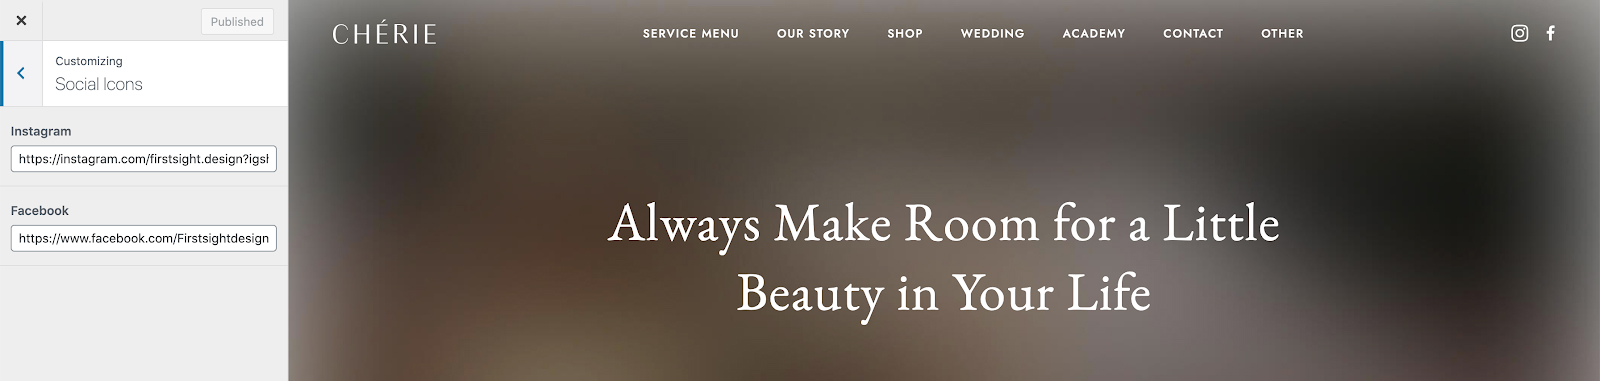 Published
Customizing
Social Icons
Instagram
https://instagram.com/firstsight.design?igsh
Facebook
https://www.facebook.com/Firstsightdesign
CHÉRIE
SERVICE MENU OUR STORY SHOP WEDDING ACADEMY CONTACT OTHER
Always Make Room for a Little
Beauty in Your Life